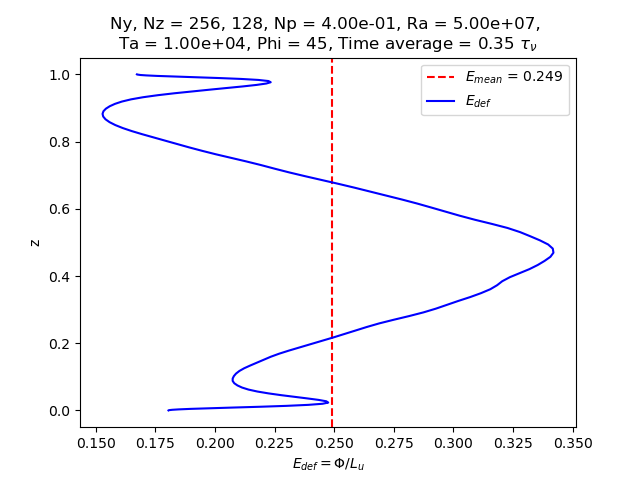 Ny, Nz = 256, 128, Np = 4.00e-01, Ra = 5.00e+07,
Ta = 1.00e+04, Phi = 45, Time average = 0.35 τ_ν
E_mean = 0.249
E_def
1.0
0.8
0.6
0.4
0.2
0.0
z
0.150 0.175 0.200 0.225 0.250 0.275 0.300 0.325 0.350
E_def = Φ/L_u